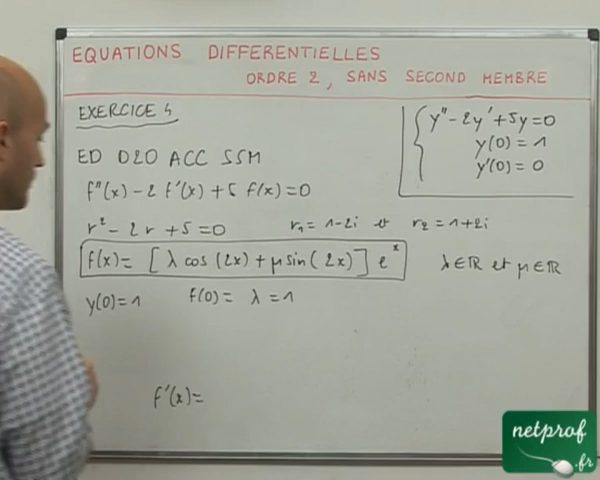 EQUATIONS DIFFERENTIELLES
ORDRE 2, SANS SECOND MEMBRE
EXERCICE 4
y" - 2y' + 5y = 0
y(0) = 1
y'(0) = 0
ED O2O ACC SSM
f"(x) - 2 f'(x) + 5 f(x) = 0
r² - 2r + 5 = 0 r₁ = 1 - 2i et r₂ = 1 + 2i
f(x) = [λ cos(2x) + μ sin(2x)] eˣ λ∈ℝ et μ∈ℝ
y(0) = 1 f(0) = λ = 1
f'(x) =
netprof
.fr